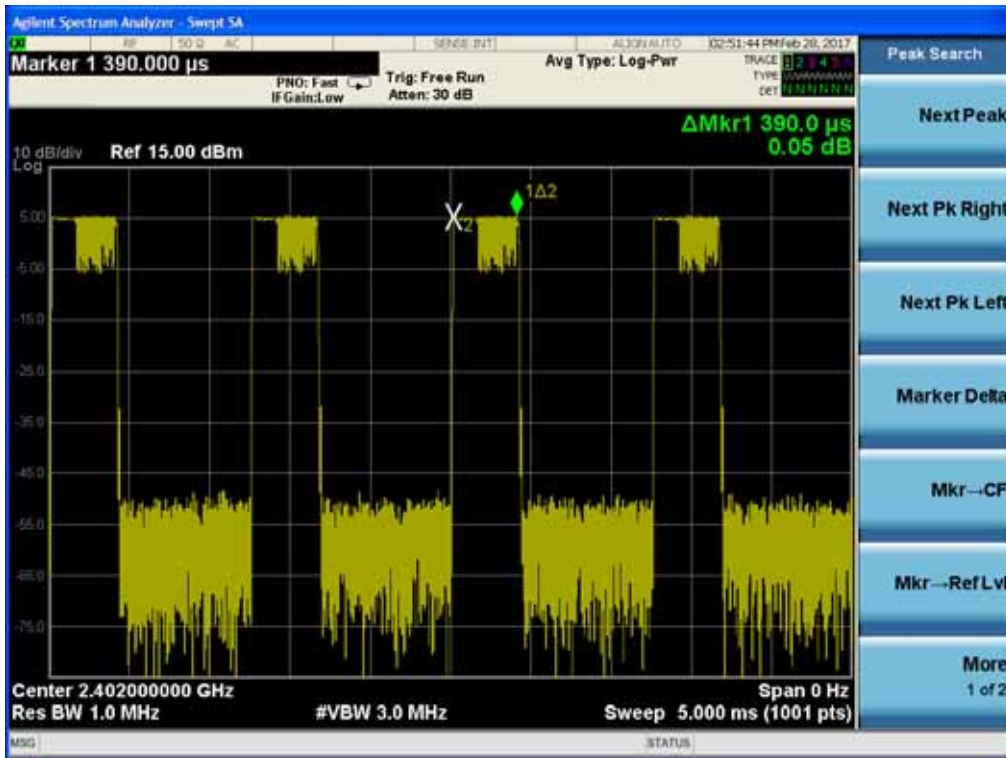 Agilent Spectrum Analyzer - Swept SA
RF 50 Ω AC SENSE:INT ALIGN AUTO 02:51:44 PM Feb 28, 2017
Marker 1 390.000 µs
PNO: Fast
IFGain:Low
Trig: Free Run
Atten: 30 dB
Avg Type: Log-Pwr
TRACE 1 2 3 4 5 6
TYPE
DET N N N N N N
ΔMkr1 390.0 µs
0.05 dB
10 dB/div
Log
Ref 15.00 dBm
1Δ2
2
5.00
-5.00
-15.0
-25.0
-35.0
-45.0
-55.0
-65.0
-75.0
Center 2.402000000 GHz
Span 0 Hz
Res BW 1.0 MHz
#VBW 3.0 MHz
Sweep 5.000 ms (1001 pts)
MSG
STATUS
Peak Search
Next Peak
Next Pk Right
Next Pk Left
Marker Delta
Mkr→CF
Mkr→Ref Lvl
More
1 of 2